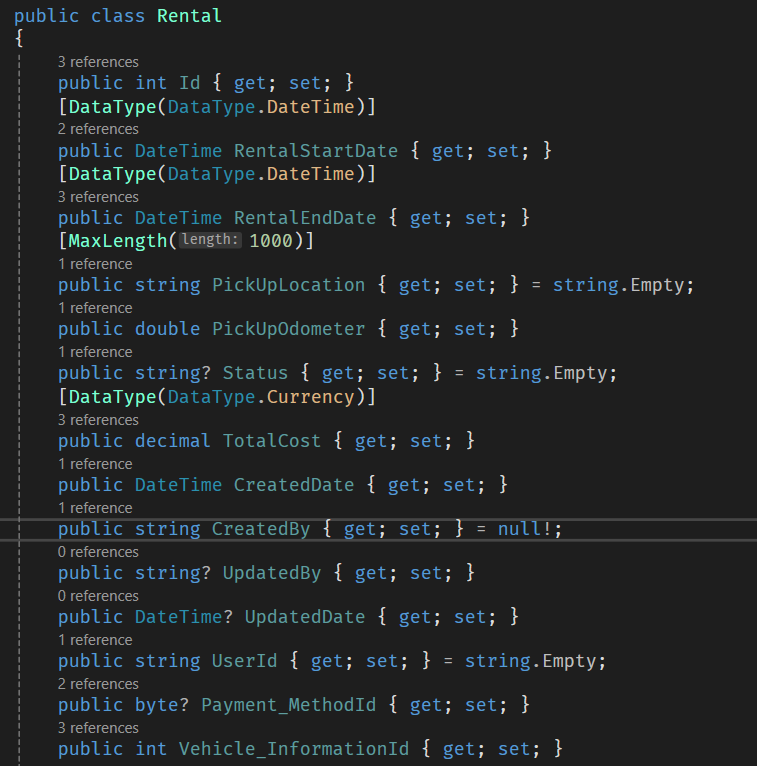 public class Rental
{
3 references
public int Id { get; set; }
[DataType(DataType.DateTime)]
2 references
public DateTime RentalStartDate { get; set; }
[DataType(DataType.DateTime)]
3 references
public DateTime RentalEndDate { get; set; }
[MaxLength(length: 1000)]
1 reference
public string PickUpLocation { get; set; } = string.Empty;
1 reference
public double PickUpOdometer { get; set; }
1 reference
public string? Status { get; set; } = string.Empty;
[DataType(DataType.Currency)]
3 references
public decimal TotalCost { get; set; }
1 reference
public DateTime CreatedDate { get; set; }
1 reference
public string CreatedBy { get; set; } = null!;
0 references
public string? UpdatedBy { get; set; }
0 references
public DateTime? UpdatedDate { get; set; }
1 reference
public string UserId { get; set; } = string.Empty;
2 references
public byte? Payment_MethodId { get; set; }
3 references
public int Vehicle_InformationId { get; set; }